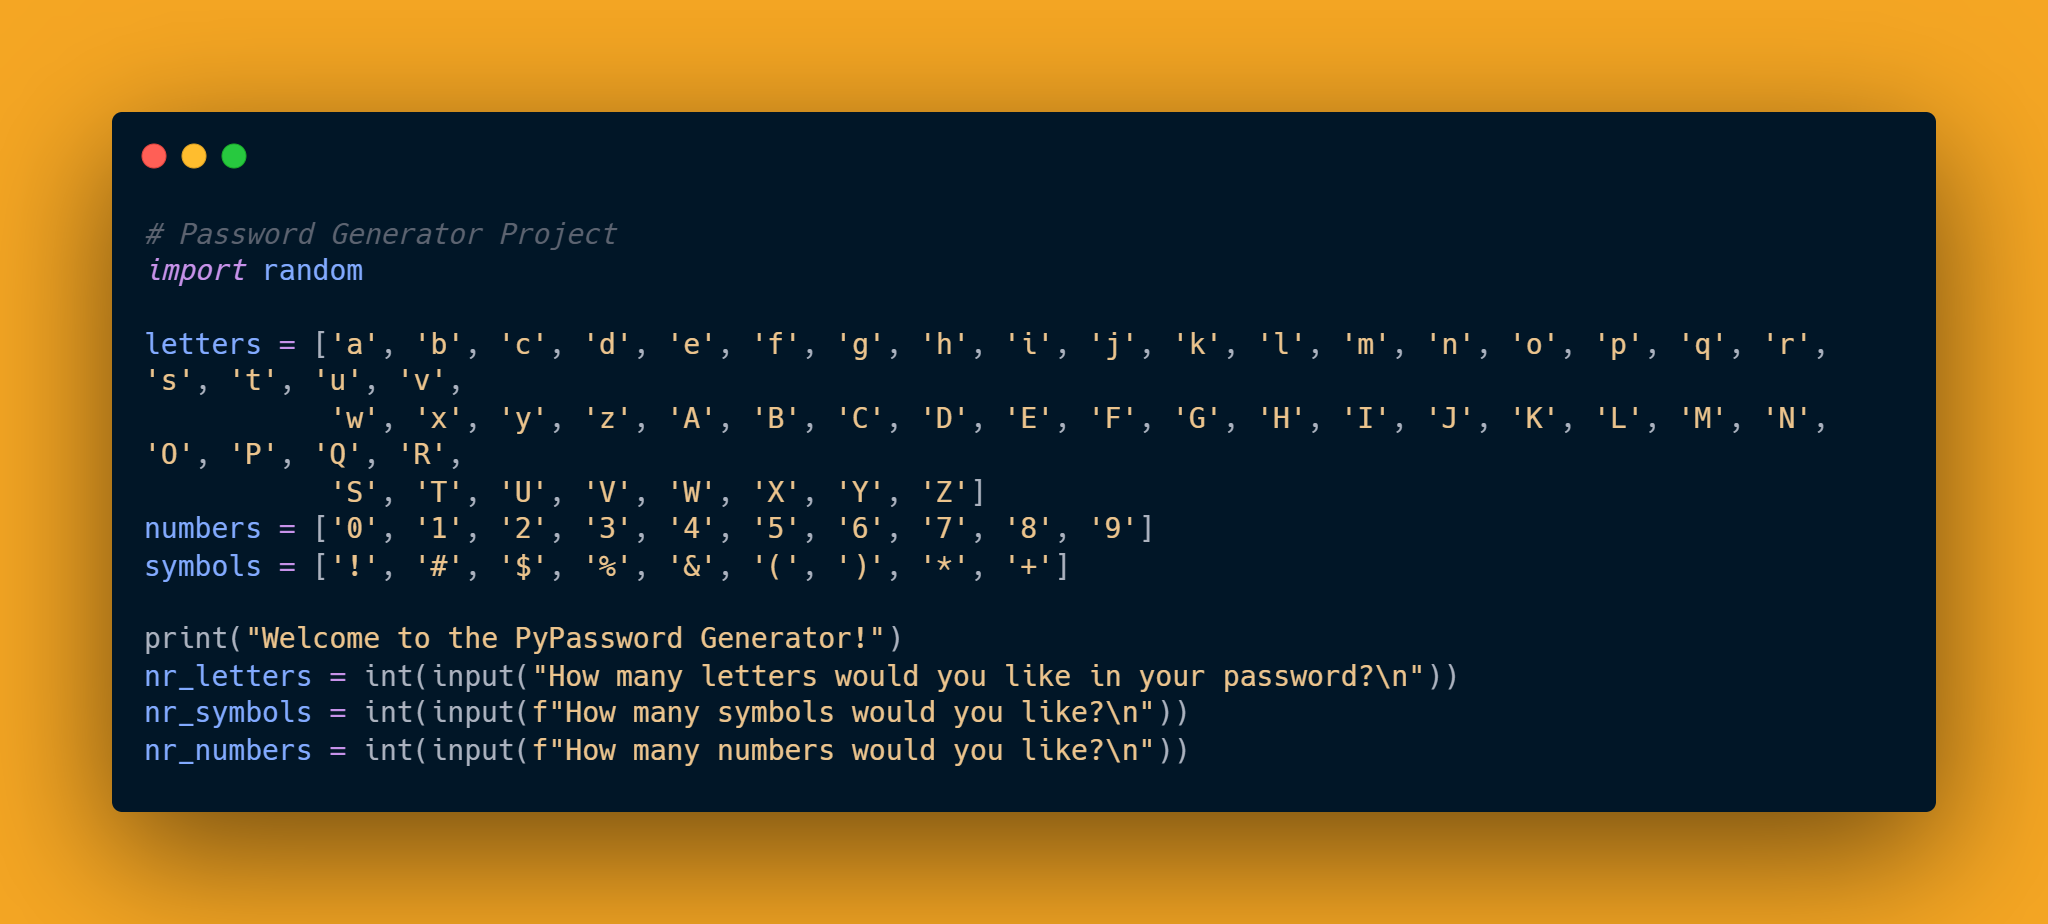 # Password Generator Project
import random
letters = ['a', 'b', 'c', 'd', 'e', 'f', 'g', 'h', 'i', 'j', 'k', 'l', 'm', 'n', 'o', 'p', 'q', 'r',
's', 't', 'u', 'v',
'w', 'x', 'y', 'z', 'A', 'B', 'C', 'D', 'E', 'F', 'G', 'H', 'I', 'J', 'K', 'L', 'M', 'N',
'O', 'P', 'Q', 'R',
'S', 'T', 'U', 'V', 'W', 'X', 'Y', 'Z']
numbers = ['0', '1', '2', '3', '4', '5', '6', '7', '8', '9']
symbols = ['!', '#', '$', '%', '&', '(', ')', '*', '+']
print("Welcome to the PyPassword Generator!")
nr_letters = int(input("How many letters would you like in your password?\n"))
nr_symbols = int(input(f"How many symbols would you like?\n"))
nr_numbers = int(input(f"How many numbers would you like?\n"))